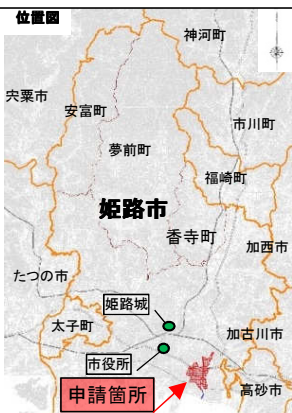 位置図
神河町
宍粟市
安富町
市川町
夢前町
福崎町
姫路市
香寺町
加西市
たつの市
姫路城
太子町
加古川市
市役所
申請箇所
高砂市